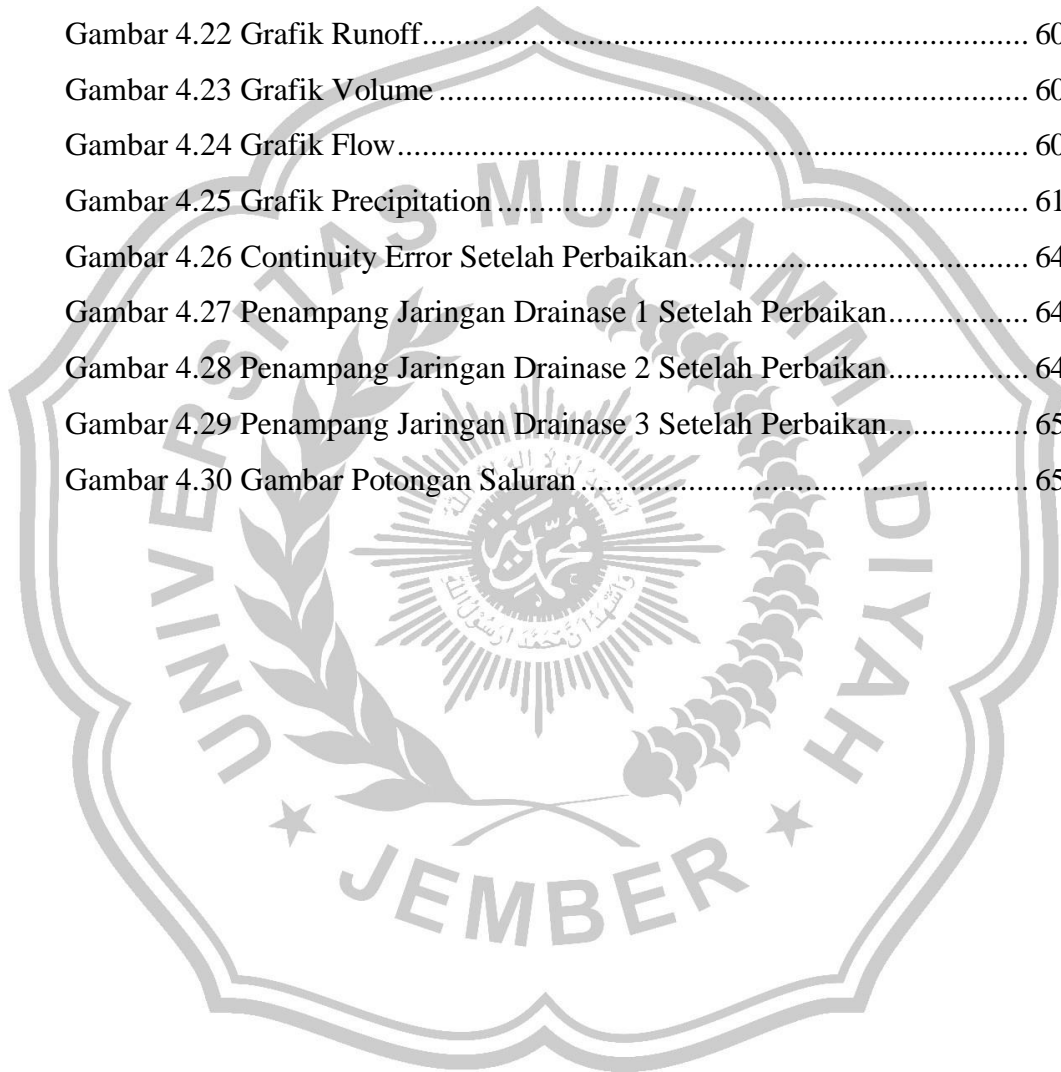 Gambar 4.22 Grafik Runoff.......................................................................... 60
Gambar 4.23 Grafik Volume........................................................................ 60
Gambar 4.24 Grafik Flow............................................................................. 60
Gambar 4.25 Grafik Precipitation................................................................. 61
Gambar 4.26 Continuity Error Setelah Perbaikan......................................... 64
Gambar 4.27 Penampang Jaringan Drainase 1 Setelah Perbaikan................. 64
Gambar 4.28 Penampang Jaringan Drainase 2 Setelah Perbaikan................. 64
Gambar 4.29 Penampang Jaringan Drainase 3 Setelah Perbaikan................. 65
Gambar 4.30 Gambar Potongan Saluran...................................................... 65
UNIVERSITAS MUHAMMADIYAH
JEMBER